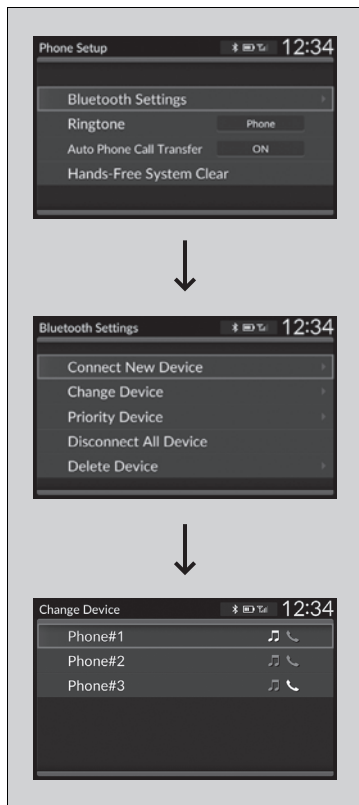 Phone Setup 12:34
Bluetooth Settings
Ringtone Phone
Auto Phone Call Transfer ON
Hands-Free System Clear
Bluetooth Settings 12:34
Connect New Device
Change Device
Priority Device
Disconnect All Device
Delete Device
Change Device 12:34
Phone#1
Phone#2
Phone#3